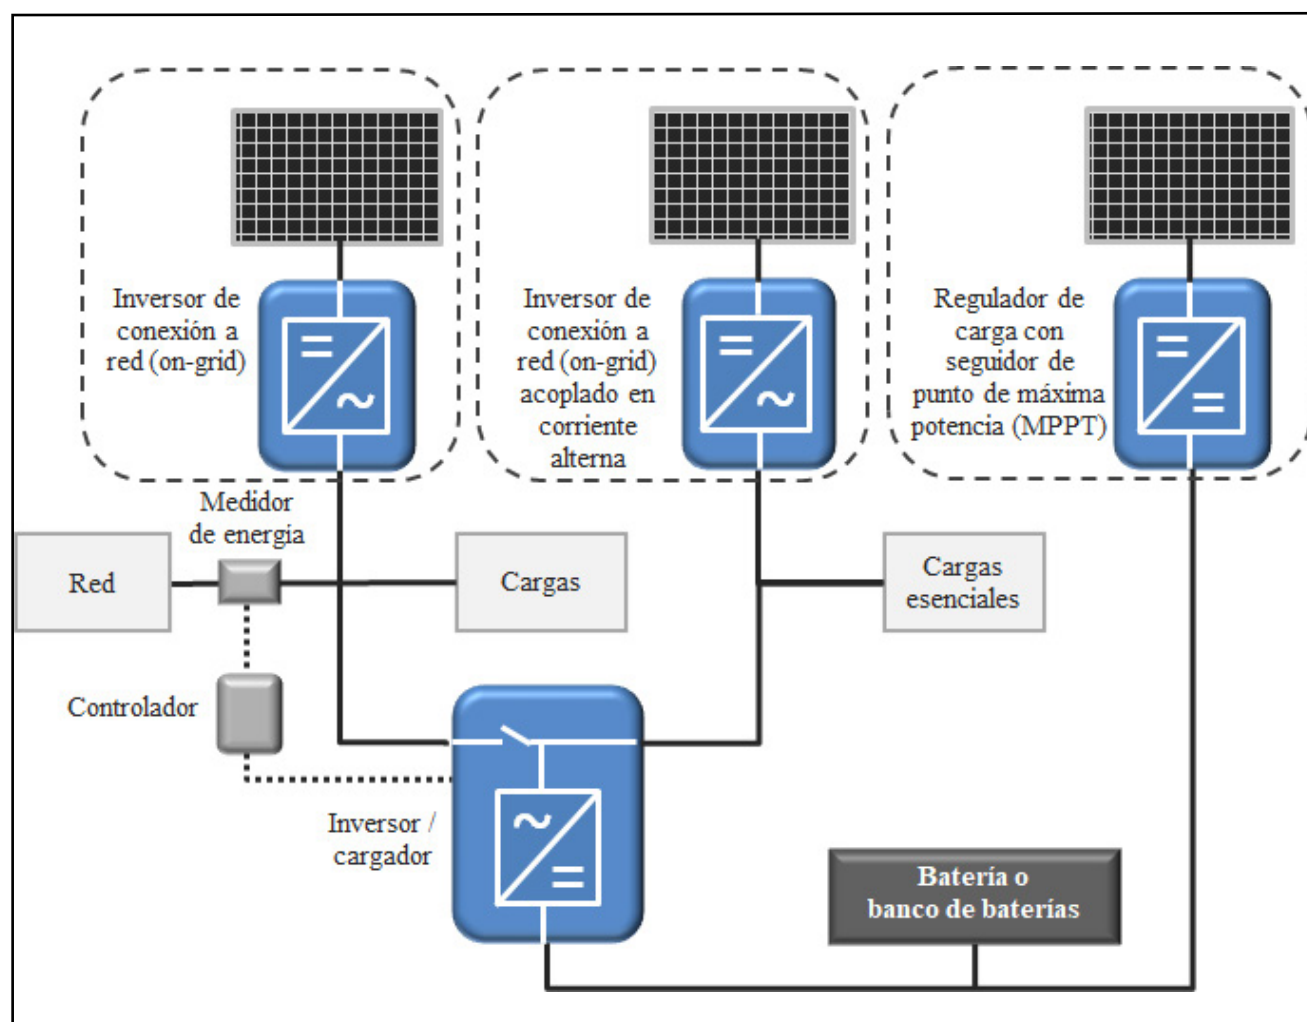 Inversor de
conexión a
red (on-grid)
Inversor de
conexión a
red (on-grid)
acoplado en
corriente
alterna
Regulador de
carga con
seguidor de
punto de máxima
potencia (MPPT)
Medidor
de energía
Red
Cargas
Cargas
esenciales
Controlador
Inversor /
cargador
Batería o
banco de baterías